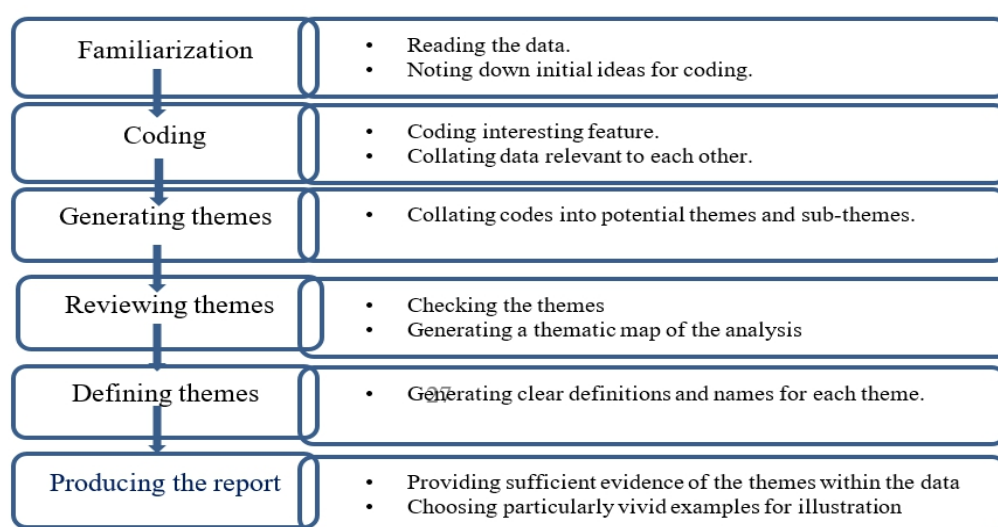 Familiarization
• Reading the data.
• Noting down initial ideas for coding.
Coding
• Coding interesting feature.
• Collating data relevant to each other.
Generating themes
• Collating codes into potential themes and sub-themes.
Reviewing themes
• Checking the themes
• Generating a thematic map of the analysis
Defining themes
• Generating clear definitions and names for each theme.
27
Producing the report
• Providing sufficient evidence of the themes within the data
• Choosing particularly vivid examples for illustration